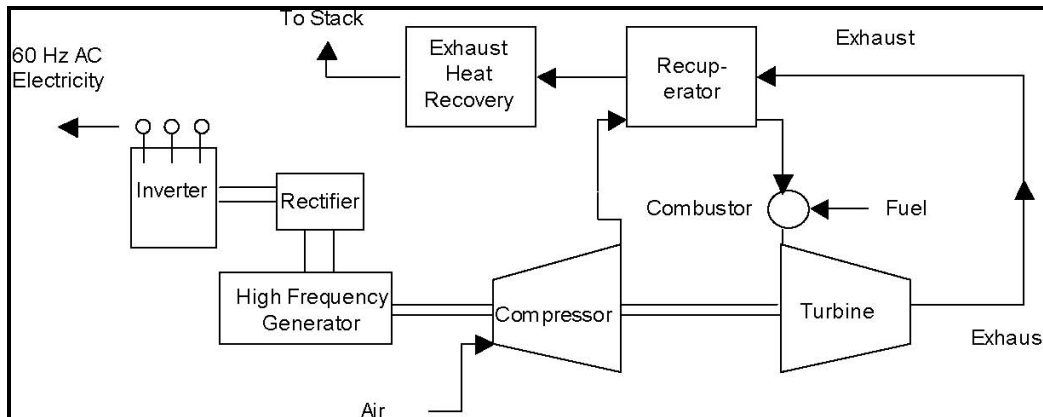 To Stack
60 Hz AC
Electricity
Exhaust
Heat
Recovery
Recup-
erator
Exhaust
Inverter
Rectifier
Combustor
Fuel
High Frequency
Generator
Compressor
Turbine
Exhaus
Air